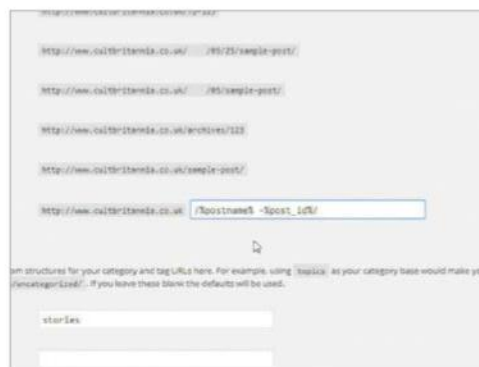 http://www.cultbritannia.co.uk/ /05/25/sample-post/
http://www.cultbritannia.co.uk/ /05/sample-post/
http://www.cultbritannia.co.uk/archives/123
http://www.cultbritannia.co.uk/sample-post/
http://www.cultbritannia.co.uk /%postname% -%post_id%/
om structures for your category and tag URLs here. For example, using topics as your category base would make yo
/uncategorized/ . If you leave these blank the defaults will be used.
stories